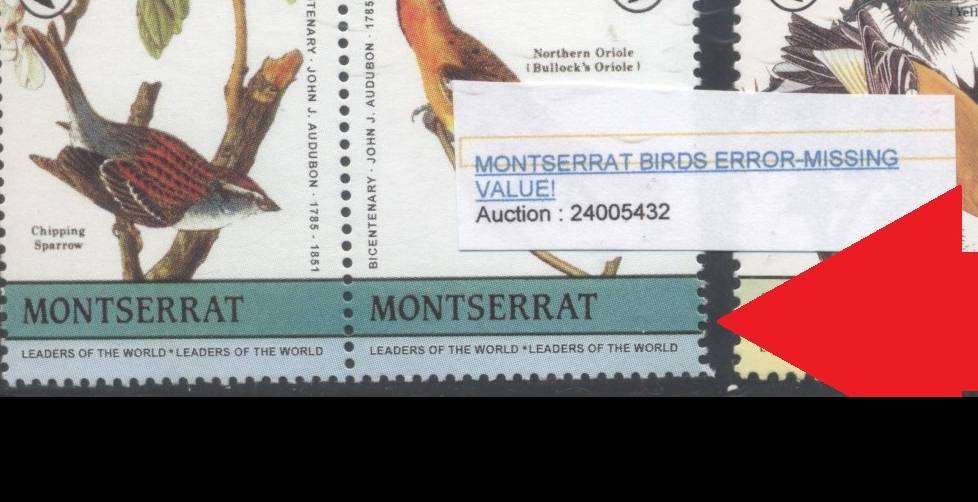 Northern Oriole
(Bullock's Oriole)
MONTSERRAT BIRDS ERROR-MISSING
VALUE!
Auction : 24005432
Chipping
Sparrow
TENARY · JOHN J. AUDUBON · 1785 - 1851
BICENTENARY · JOHN J. AUDUBON · 1785
MONTSERRAT
MONTSERRAT
LEADERS OF THE WORLD*LEADERS OF THE WORLD
LEADERS OF THE WORLD*LEADERS OF THE WORLD